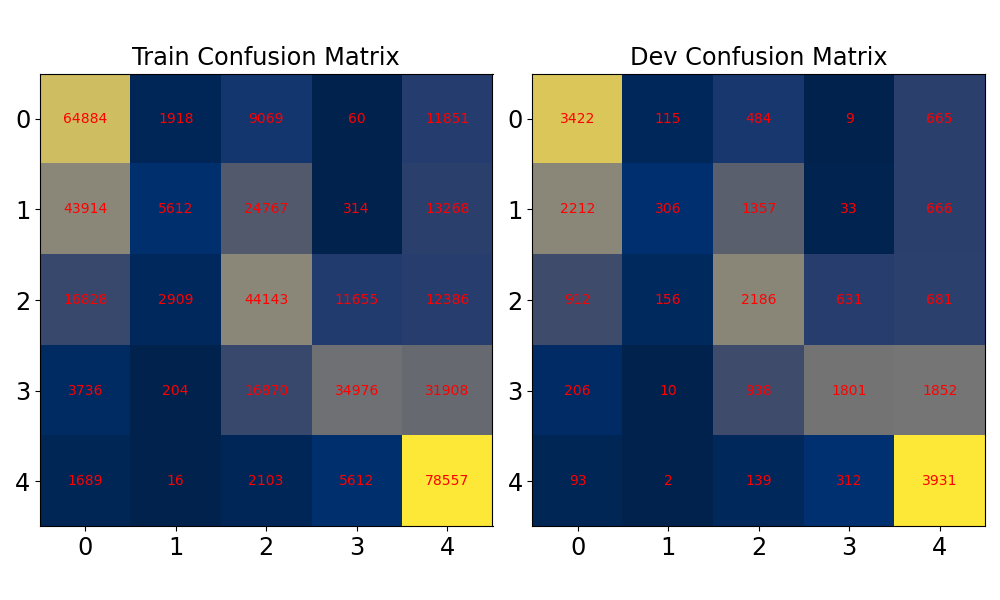 Train Confusion Matrix
0 64884 1918 9069 60 11851
1 43914 5612 24767 314 13268
2 2909 44143 11655 12386
3 3736 204 16870 34976 31908
4 1689 16 2103 5612 78557
0 1 2 3 4
Dev Confusion Matrix
0 3422 115 484 9 665
1 2212 306 1357 33 666
2 156 2186 631 681
3 206 10 1801 1852
4 93 2 139 312 3931
0 1 2 3 4